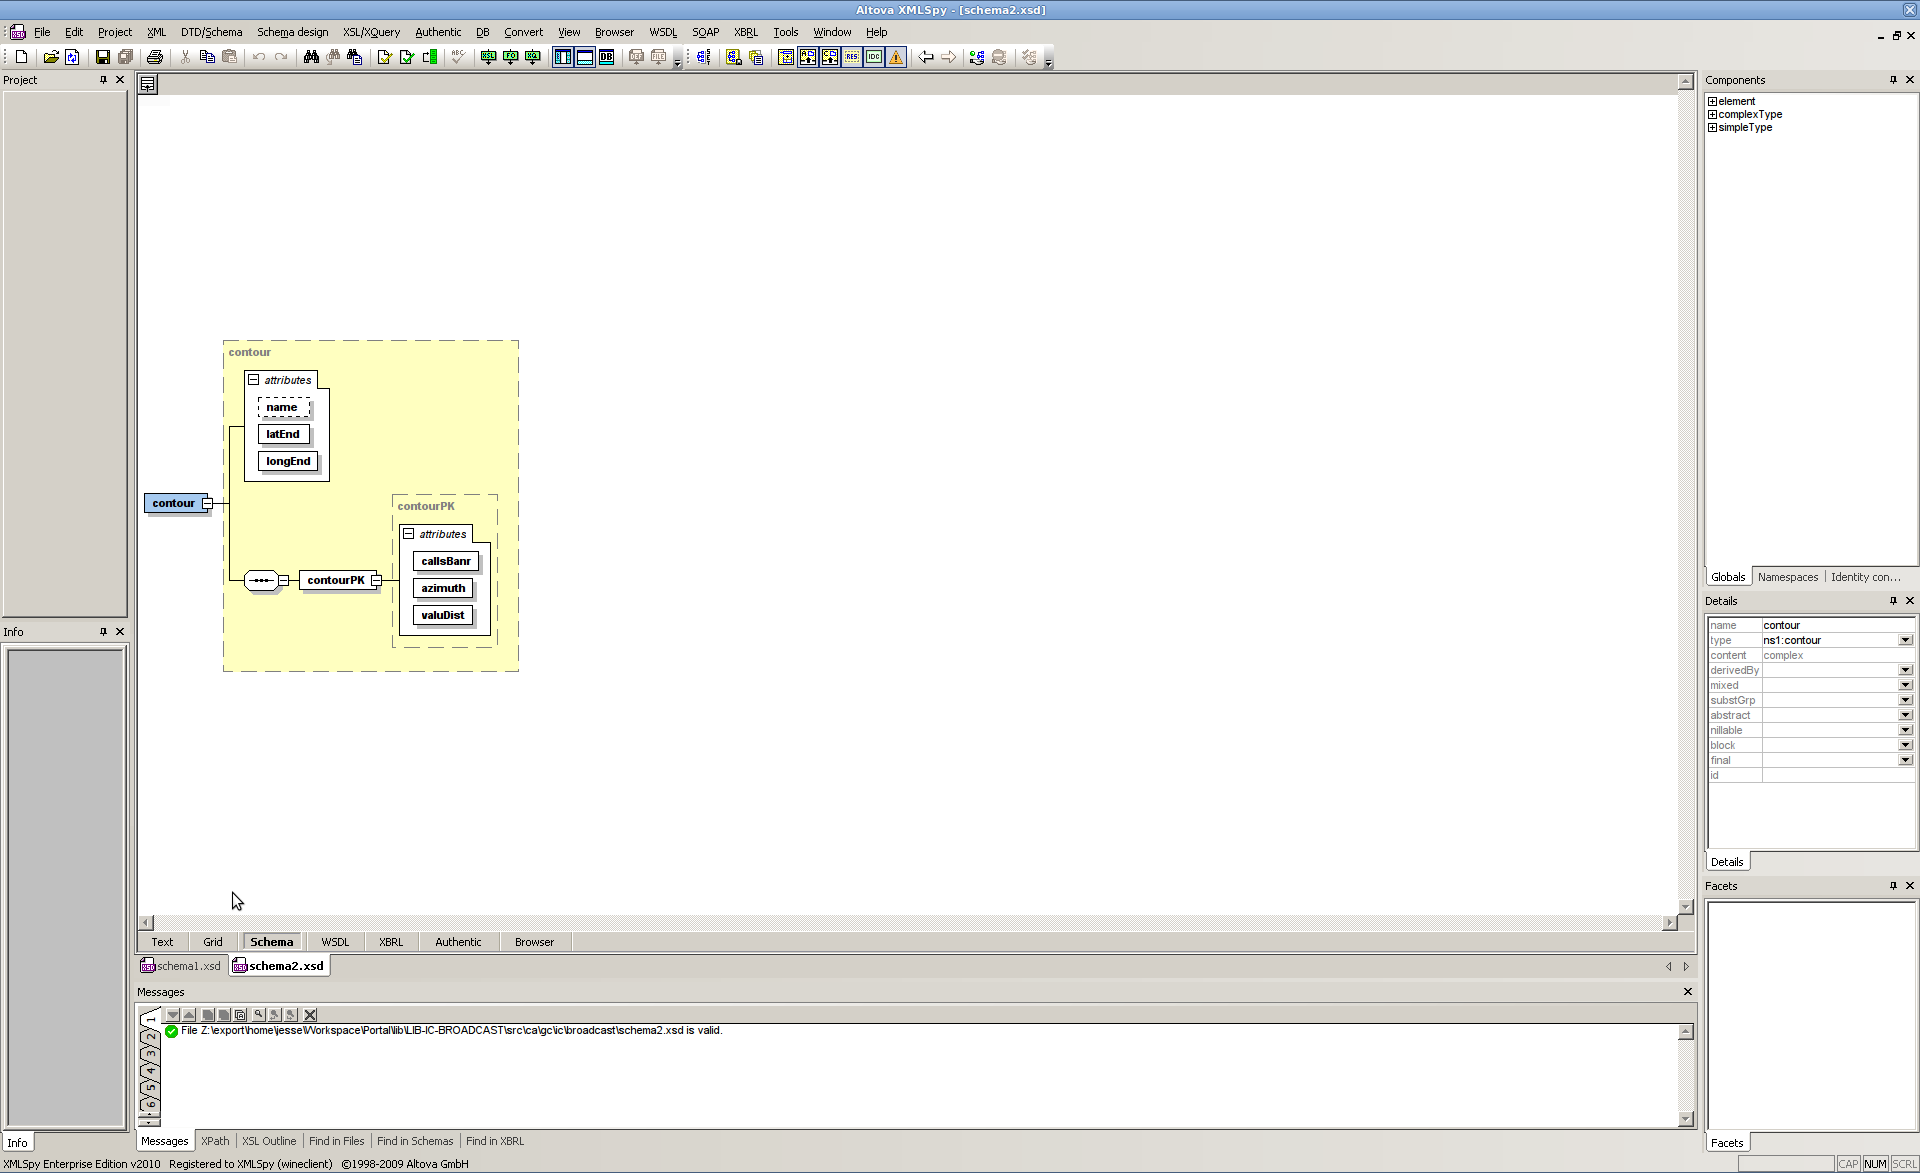 Altova XMLSpy - [schema2.xsd]
File Edit Project XML DTD/Schema Schema design XSL/XQuery Authentic DB Convert View Browser WSDL SOAP XBRL Tools Window Help
Project
Info
Info
contour
attributes
name
latEnd
longEnd
contour
contourPK
attributes
callsBanr
azimuth
valuDist
contourPK
Text Grid Schema WSDL XBRL Authentic Browser
schema1.xsd schema2.xsd
Messages
1
2
3
4
5
6
File Z:\export\home\jesse\Workspace\Portal\lib\LIB-IC-BROADCAST\src\ca\gc\ic\broadcast\schema2.xsd is valid.
Messages XPath XSL Outline Find in Files Find in Schemas Find in XBRL
Components
element
complexType
simpleType
Globals Namespaces Identity con...
Details
name contour
type ns1:contour
content complex
derivedBy
mixed
substGrp
abstract
nillable
block
final
id
Details
Facets
Facets
XMLSpy Enterprise Edition v2010 Registered to XMLSpy (wineclient) ©1998-2009 Altova GmbH
CAP NUM SCRL